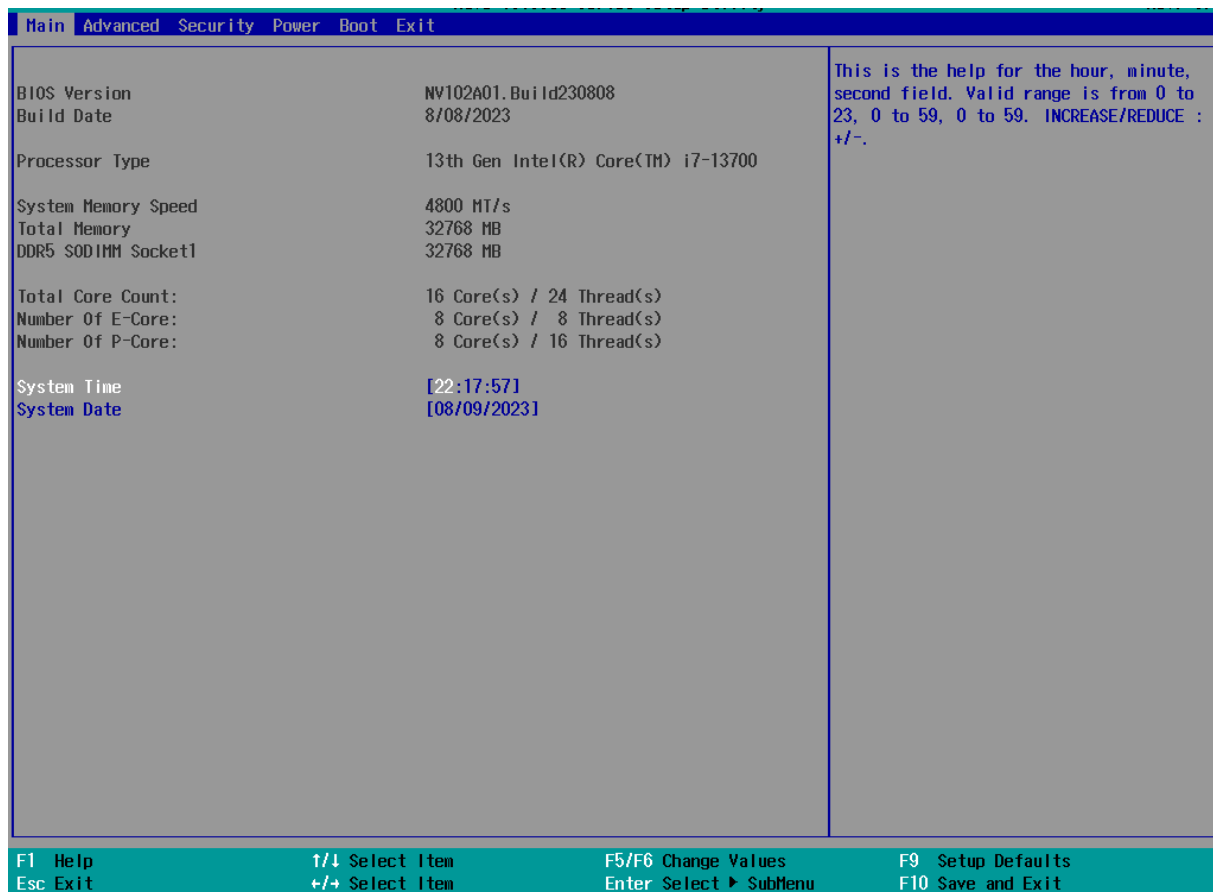 Main Advanced Security Power Boot Exit
This is the help for the hour, minute,
second field. Valid range is from 0 to
23, 0 to 59, 0 to 59. INCREASE/REDUCE :
+/-.
BIOS Version NV102A01.Build230808
Build Date 8/08/2023
Processor Type 13th Gen Intel(R) Core(TM) i7-13700
System Memory Speed 4800 MT/s
Total Memory 32768 MB
DDR5 SODIMM Socket1 32768 MB
Total Core Count: 16 Core(s) / 24 Thread(s)
Number Of E-Core: 8 Core(s) / 8 Thread(s)
Number Of P-Core: 8 Core(s) / 16 Thread(s)
System Time [22:17:57]
System Date [08/09/2023]
F1 Help ↑/↓ Select Item F5/F6 Change Values F9 Setup Defaults
Esc Exit ←/→ Select Item Enter Select ▶ SubMenu F10 Save and Exit